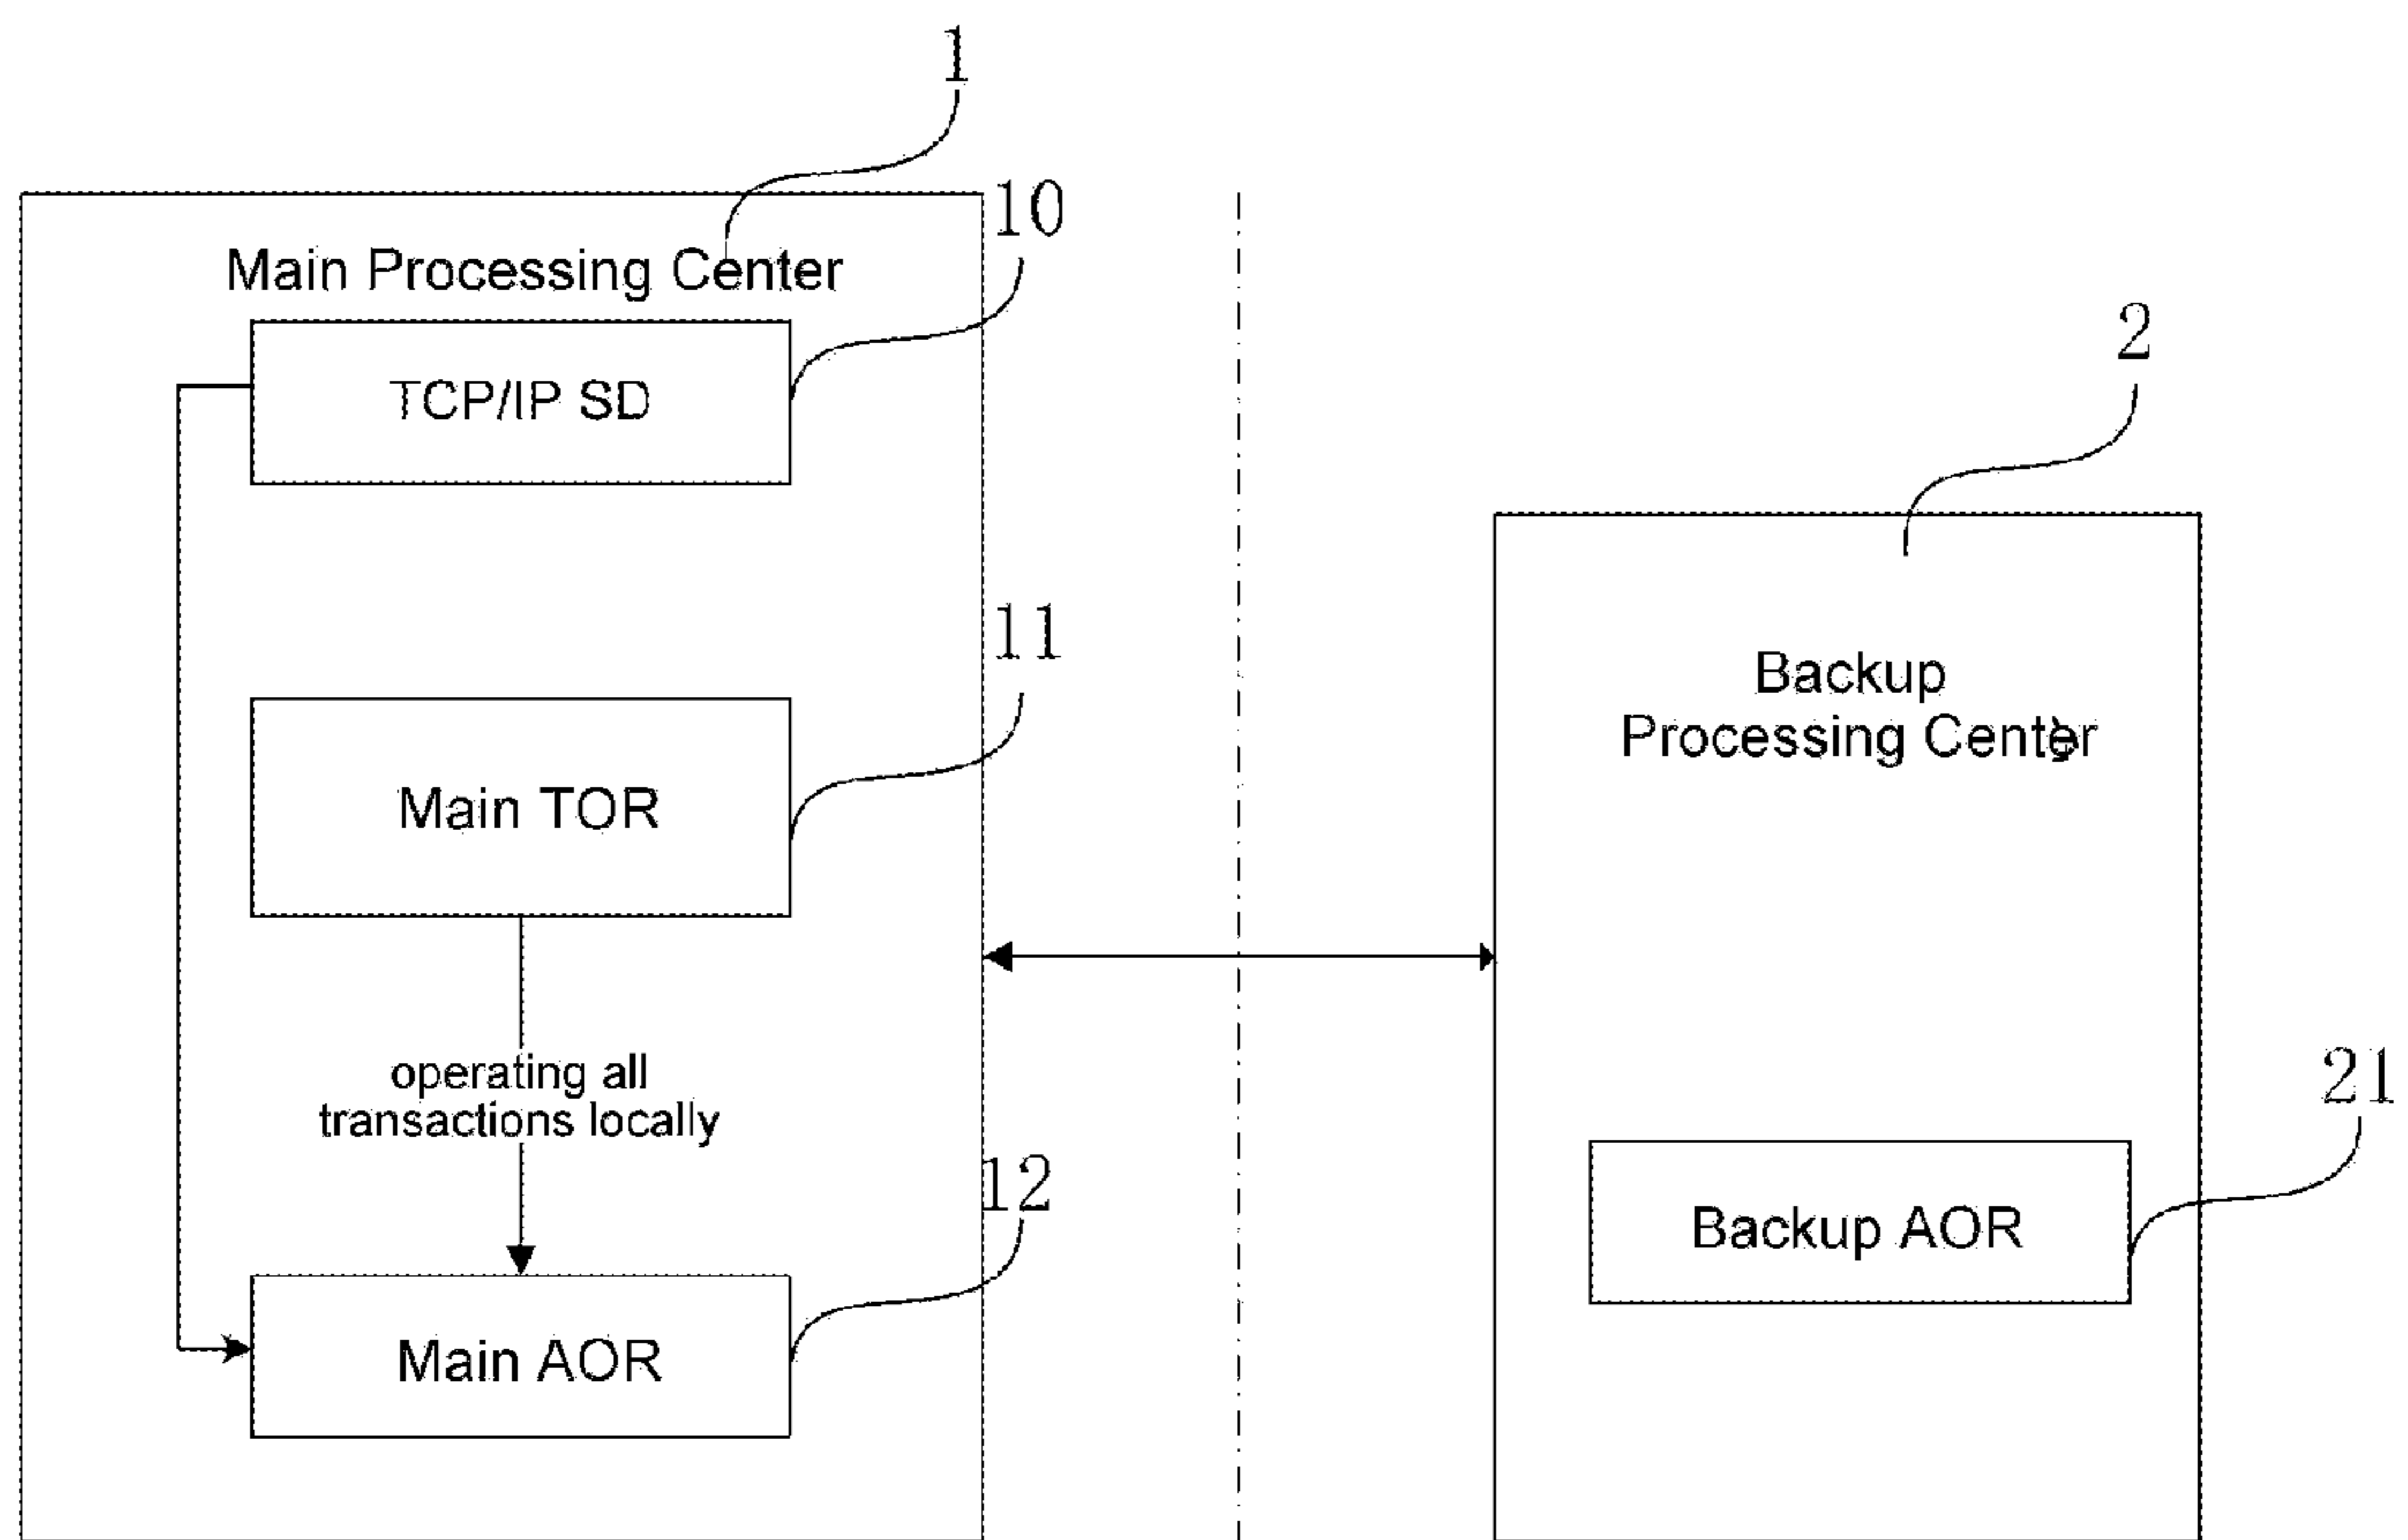 1
10
Main Processing Center
TCP/IP SD
2
11
Backup
Processing Center
Main TOR
operating all
transactions locally
21
12
Backup AOR
Main AOR